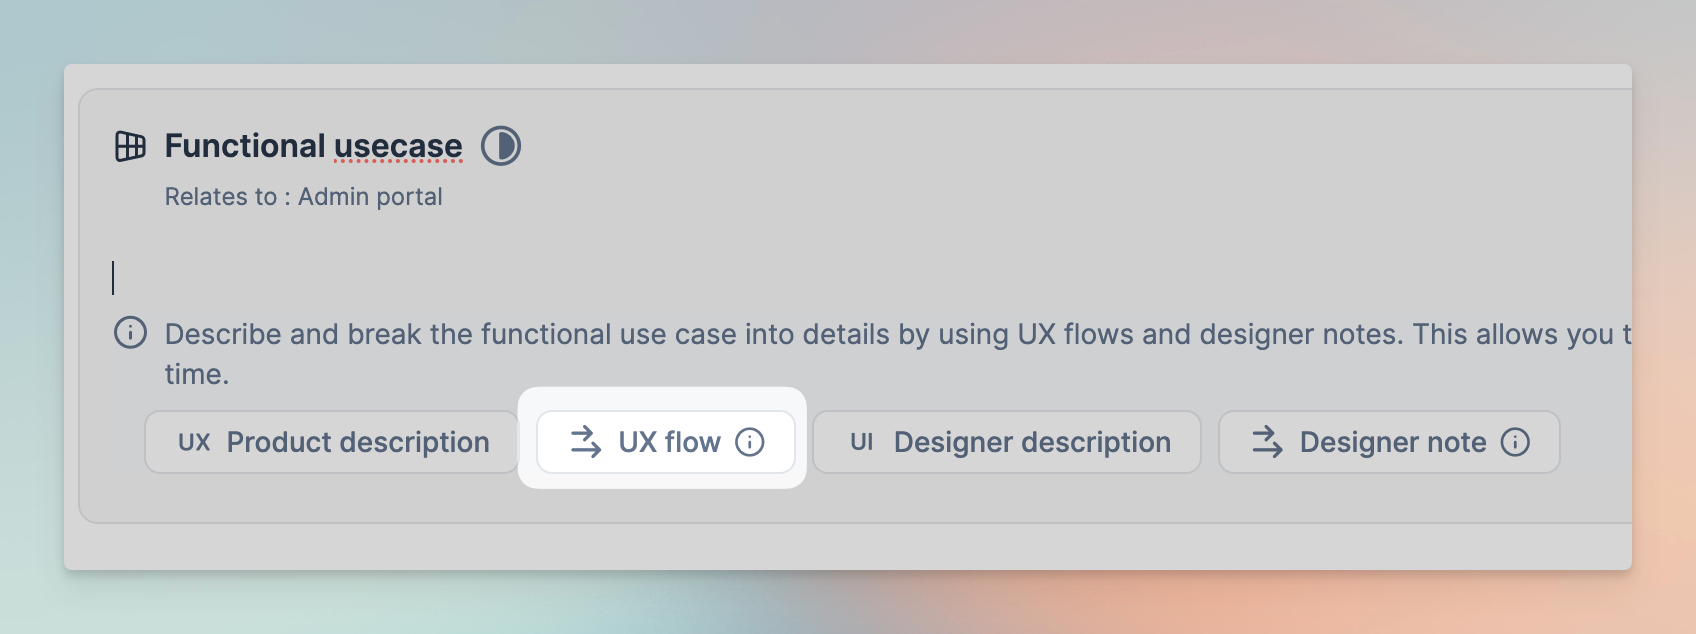 Functional usecase
Relates to : Admin portal
Describe and break the functional use case into details by using UX flows and designer notes. This allows you t
time.
UX Product description UX flow UI Designer description Designer note